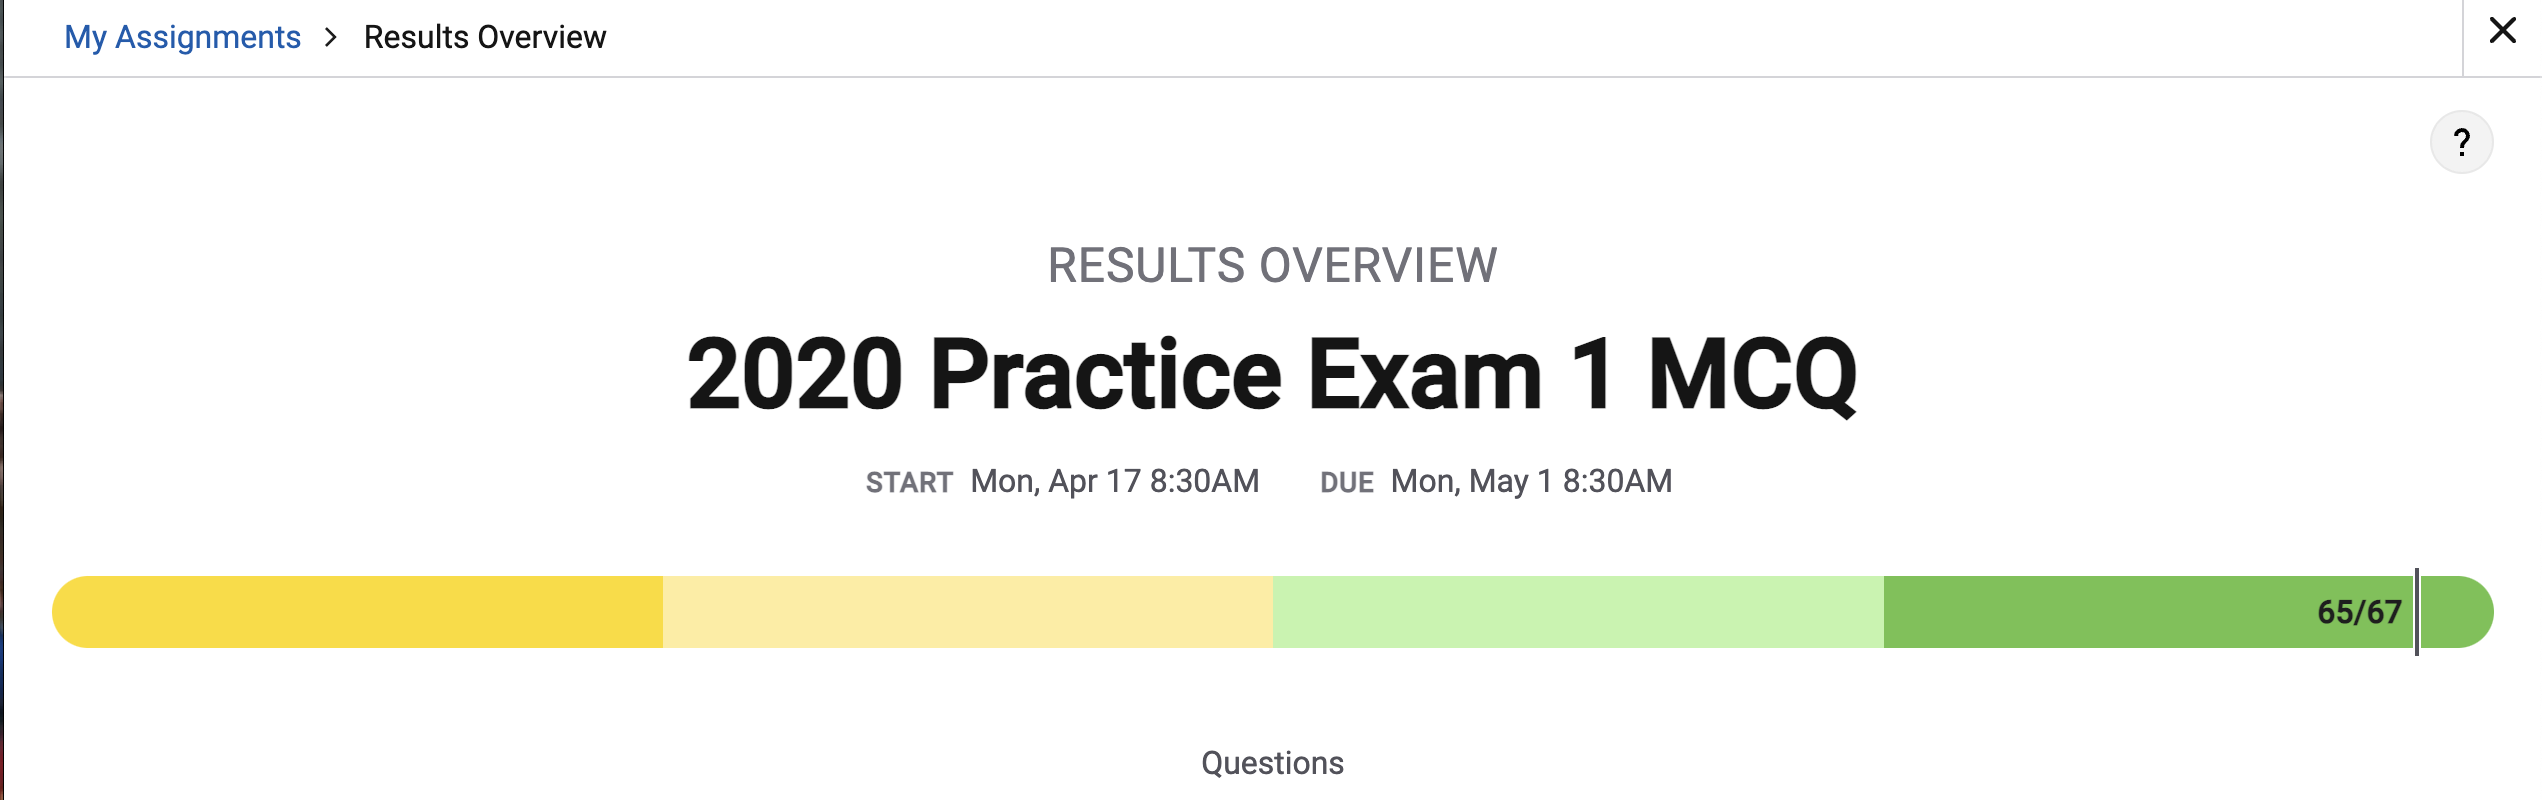 My Assignments > Results Overview
?
RESULTS OVERVIEW
2020 Practice Exam 1 MCQ
START Mon, Apr 17 8:30AM DUE Mon, May 1 8:30AM
65/67
Questions